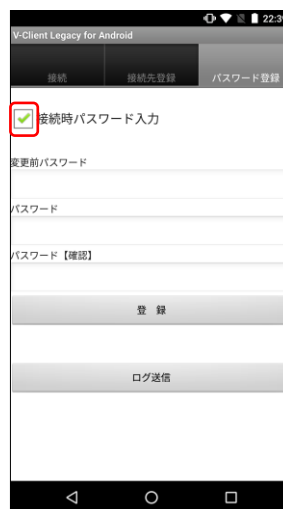 22:39
V-Client Legacy for Android
接続
接続先登録
パスワード登録
接続時パスワード入力
変更前パスワード
パスワード
パスワード【確認】
登 録
ログ送信